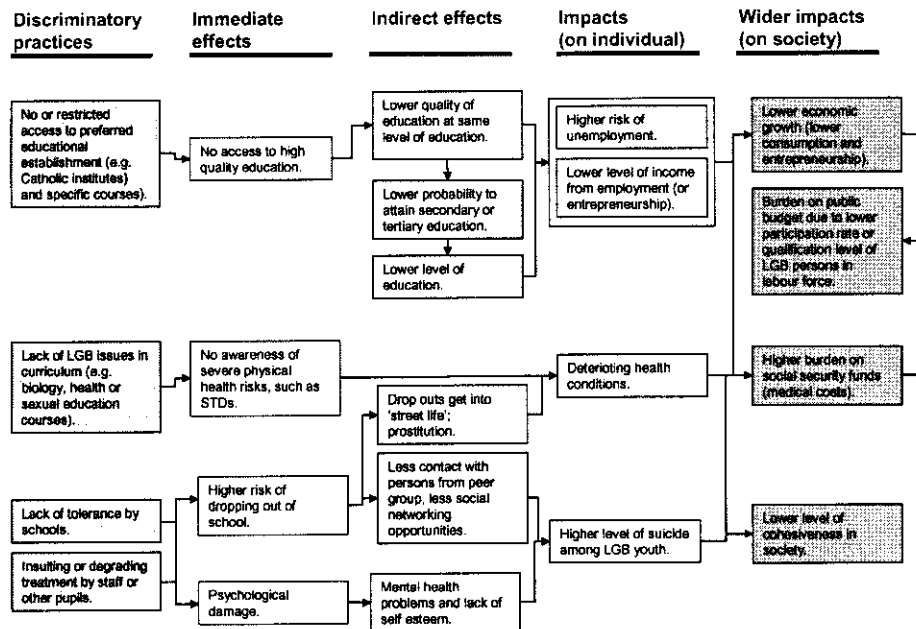 Discriminatory
practices
Immediate
effects
Indirect effects
Impacts
(on individual)
Wider impacts
(on society)
No or restricted
access to preferred
educational
establishment (e.g.
Catholic institutes)
and specific courses).
No access to high
quality education.
Lower quality of
education at same
level of education.
Lower probability to
attain secondary or
tertiary education.
Lower level of
education.
Higher risk of
unemployment.
Lower level of income
from employment (or
entrepreneurship).
Lower economic
growth (lower
consumption and
entrepreneurship).
Burden on public
budget due to lower
participation rate or
qualification level of
LGB persons in
labour force.
Lack of LGB issues in
curriculum (e.g.
biology, health or
sexual education
courses).
No awareness of
severe physical
health risks, such as
STDs.
Drop outs get into
'street life';
prostitution.
Deterioting health
conditions.
Higher burden on
social security funds
(medical costs).
Lack of tolerance by
schools.
Higher risk of
dropping out of
school.
Less contact with
persons from peer
group, less social
networking
opportunities.
Higher level of suicide
among LGB youth.
Lower level of
cohesiveness in
society.
Insulting or degrading
treatment by staff or
other pupils.
Psychological
damage.
Mental health
problems and lack of
self esteem.